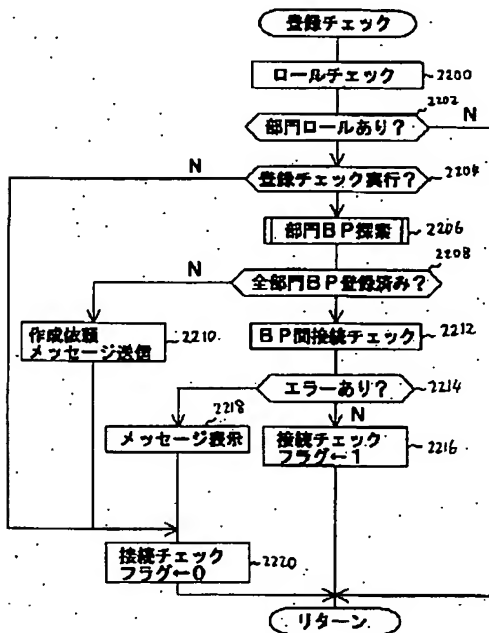 登録チェック
ロールチェック
2200
2202
部門ロールあり?
N
N
登録チェック実行?
2204
部門BP探索
2206
2208
N
全部門BP登録済み?
作成依頼
メッセージ送信
2210
BP間接続チェック
2212
エラーあり?
2214
2218
メッセージ表示
N
接続チェック
フラグ←1
2216
接続チェック
フラグ←0
2220
リターン